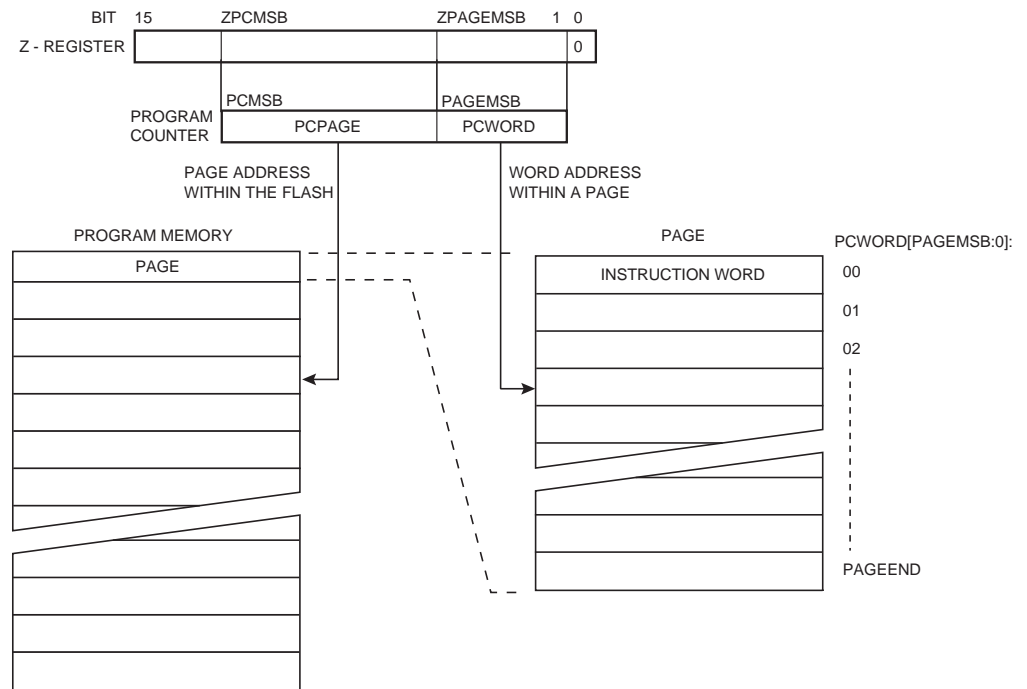 BIT 15 ZPCMSB ZPAGEMSB 1 0
Z - REGISTER 0
PCMSB PAGEMSB
PROGRAM
COUNTER
PCPAGE PCWORD
PAGE ADDRESS
WITHIN THE FLASH
WORD ADDRESS
WITHIN A PAGE
PROGRAM MEMORY
PAGE
PAGE
INSTRUCTION WORD
PCWORD[PAGEMSB:0]:
00
01
02
PAGEEND